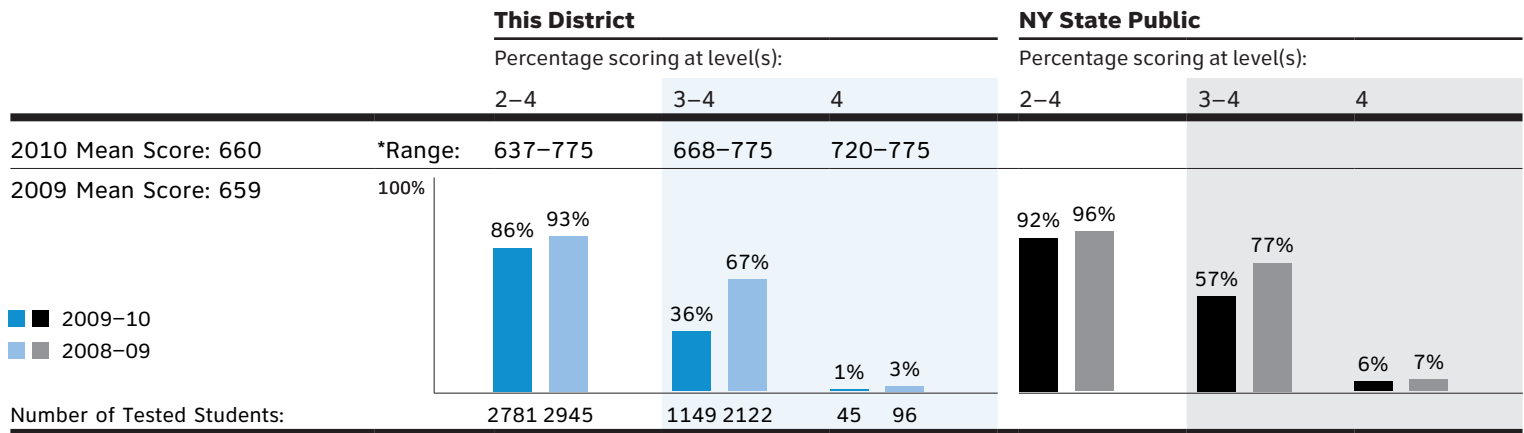 This District NY State Public
Percentage scoring at level(s): Percentage scoring at level(s):
2–4 3–4 4 2–4 3–4 4
2010 Mean Score: 660 *Range: 637–775 668–775 720–775
2009 Mean Score: 659 100%
86% 93% 67% 36% 1% 3% 92% 96% 77% 57% 6% 7%
2009–10
2008–09
Number of Tested Students: 2781 2945 1149 2122 45 96